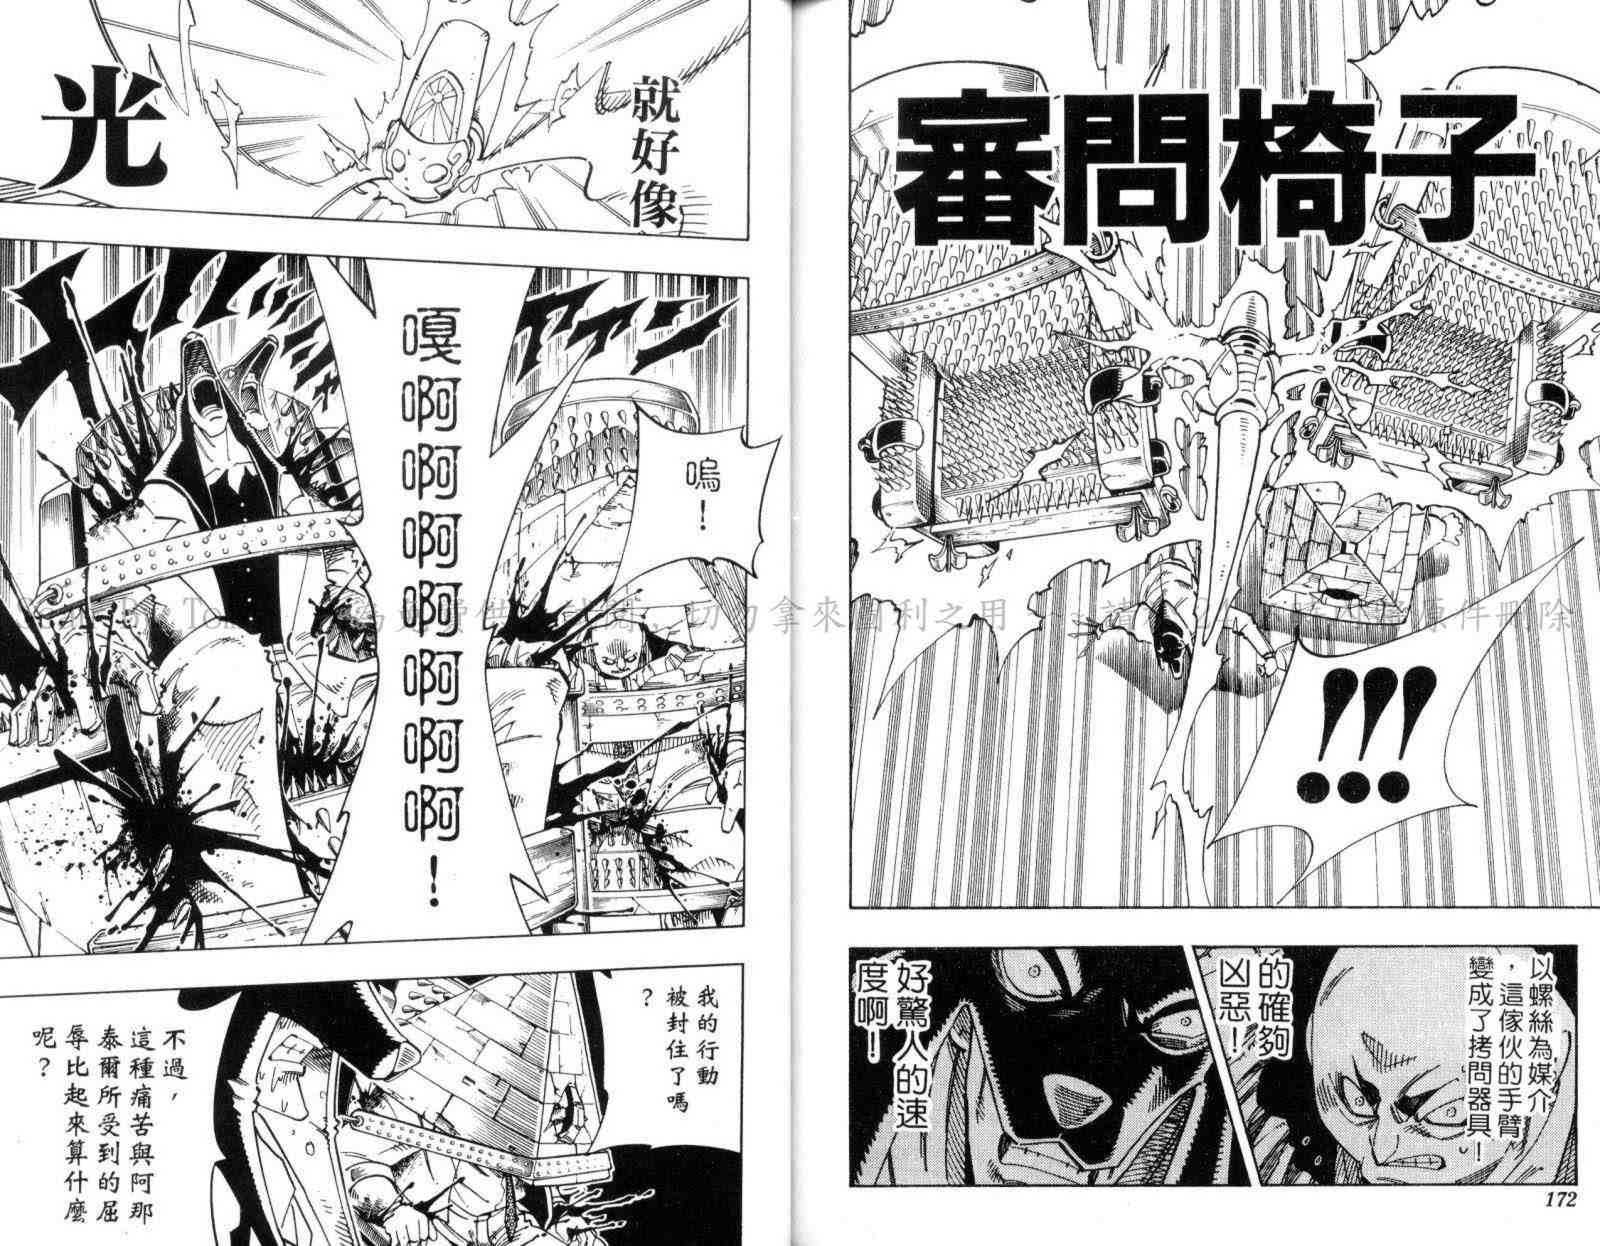 審問椅子
!!!
以螺絲為媒介
，這傢伙的手臂
變成了拷問器具！
的確夠
凶惡！
好驚人的速
度啊！
172
就好像
光
嗚！
アアン
嘎啊啊啊啊啊啊啊！
我的行動
被封住了嗎
？
不過，
這種痛苦與阿那
泰爾所受到的屈
辱比起來算什麼
呢？